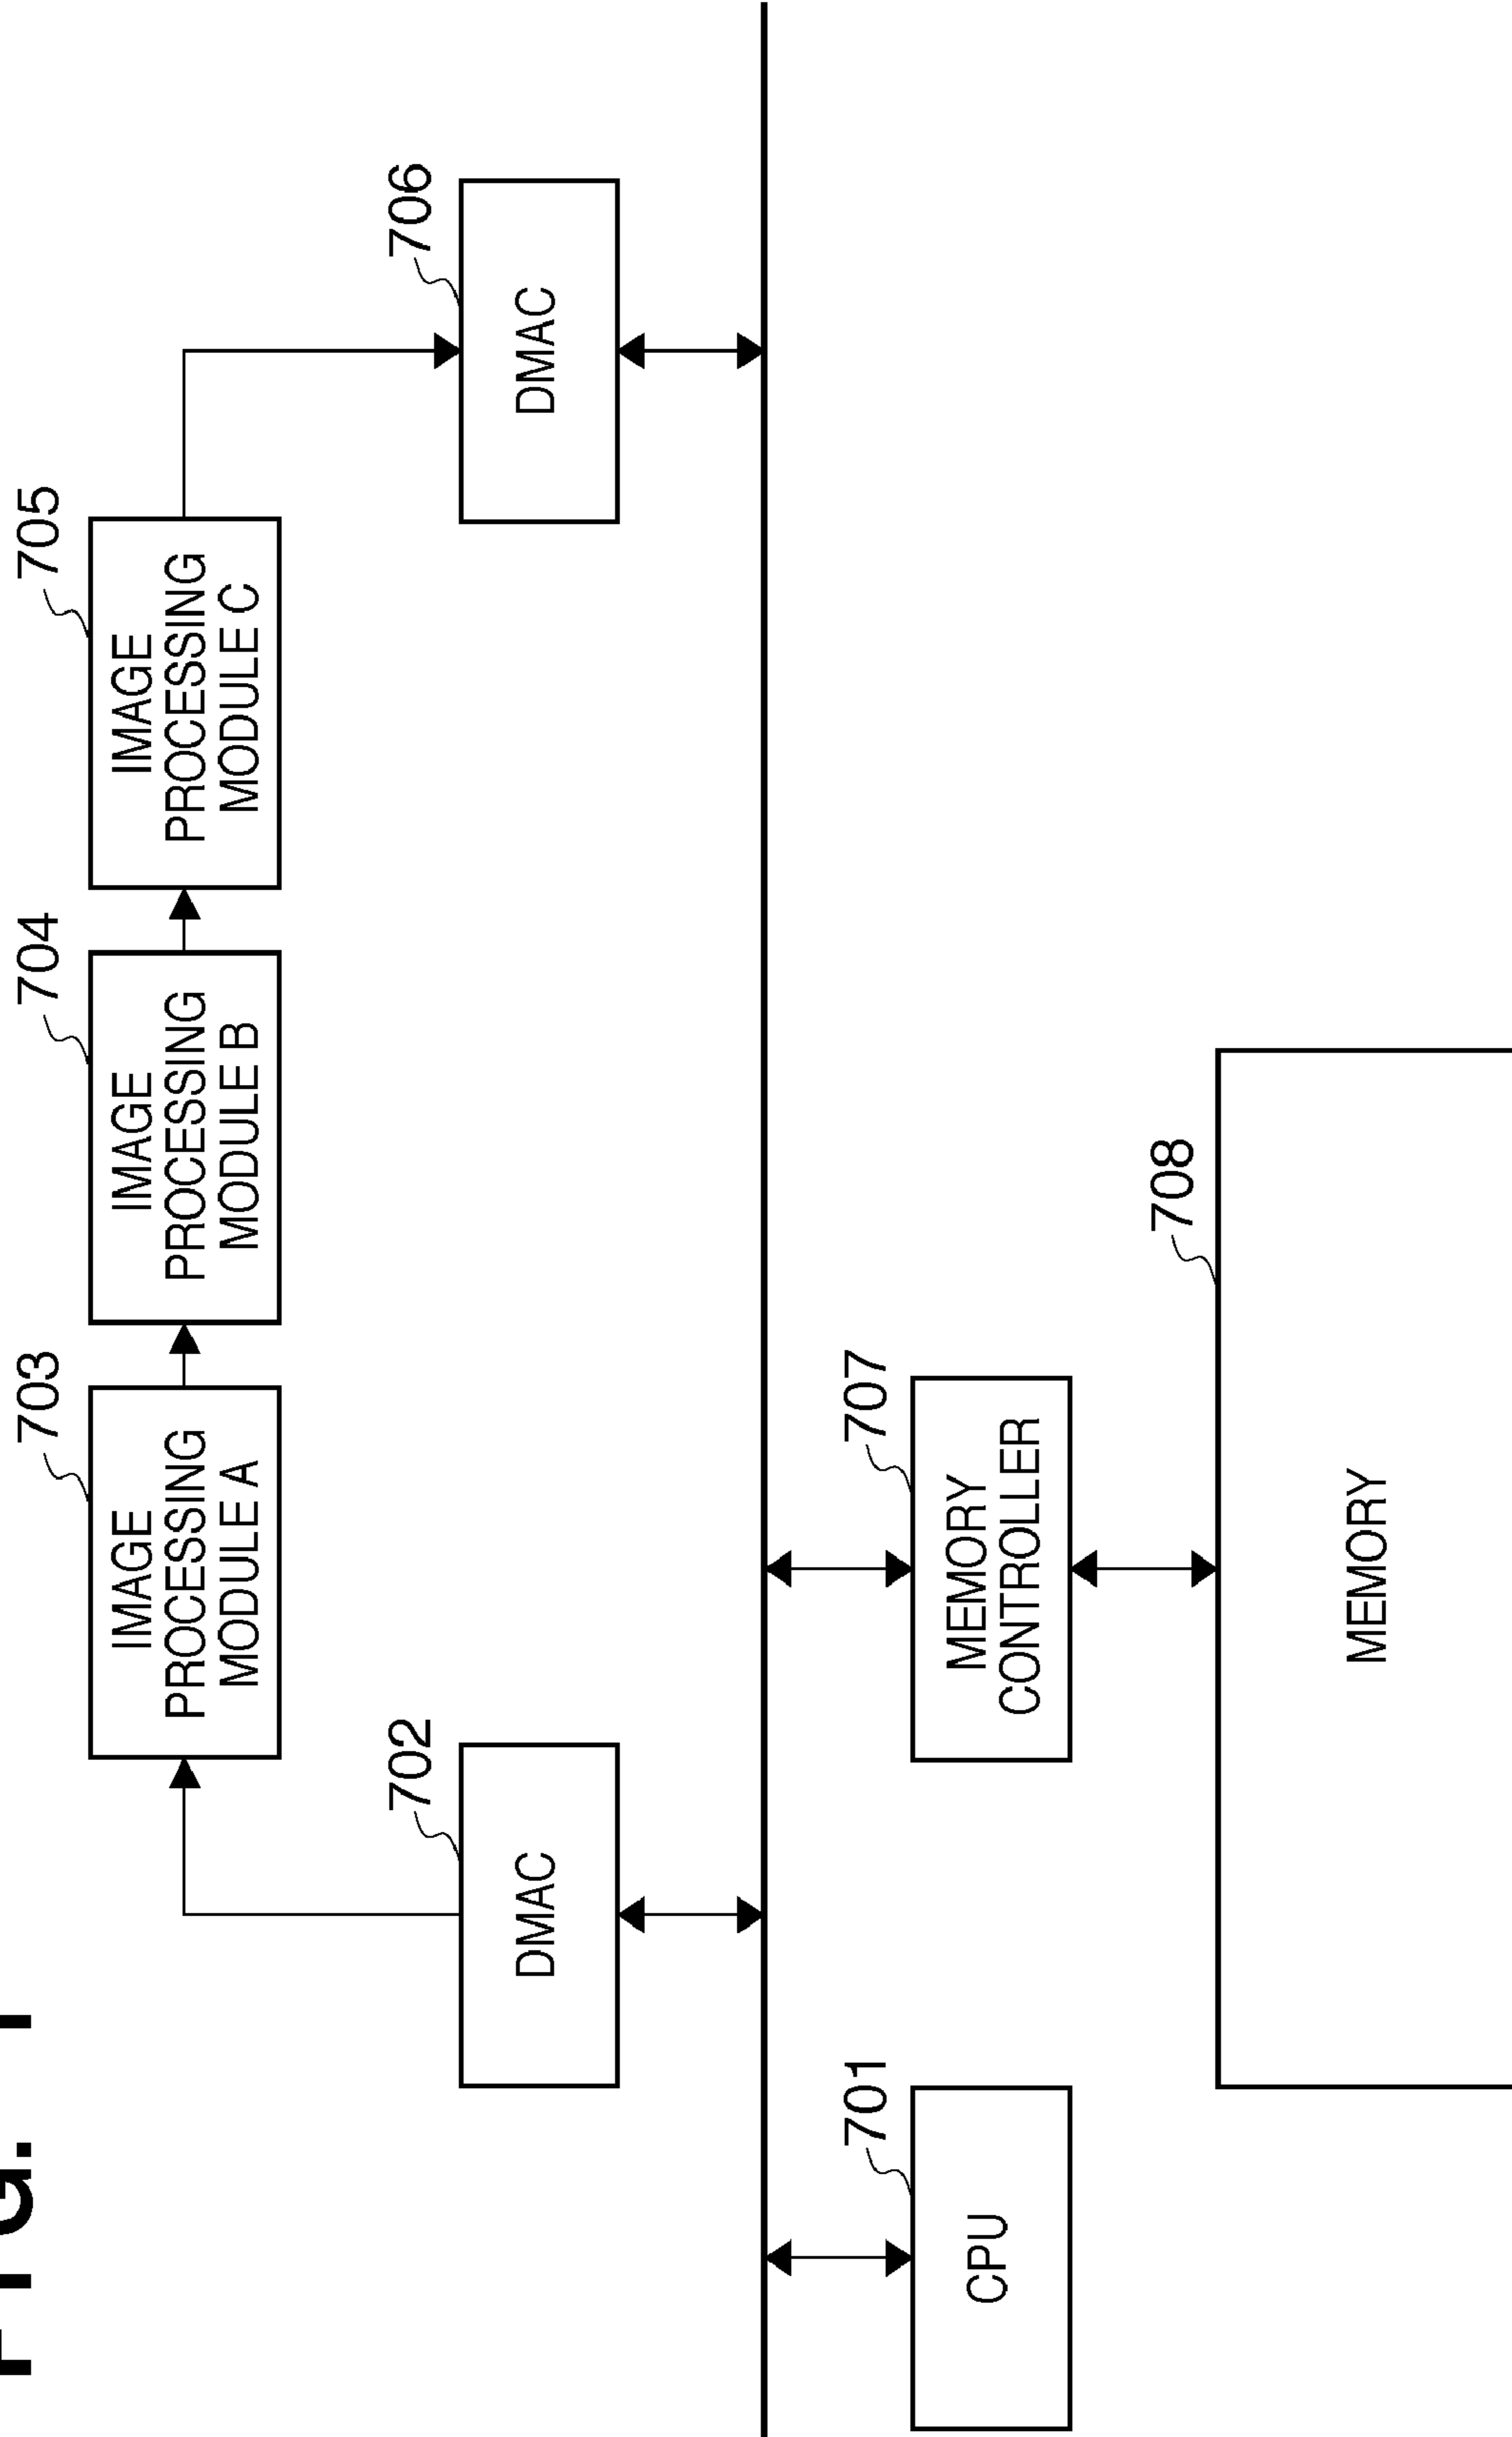 FIG.
703
IMAGE
PROCESSING
MODULE A
704
IMAGE
PROCESSING
MODULE B
705
IMAGE
PROCESSING
MODULE C
702
DMAC
706
DMAC
701
CPU
707
MEMORY
CONTROLLER
708
MEMORY